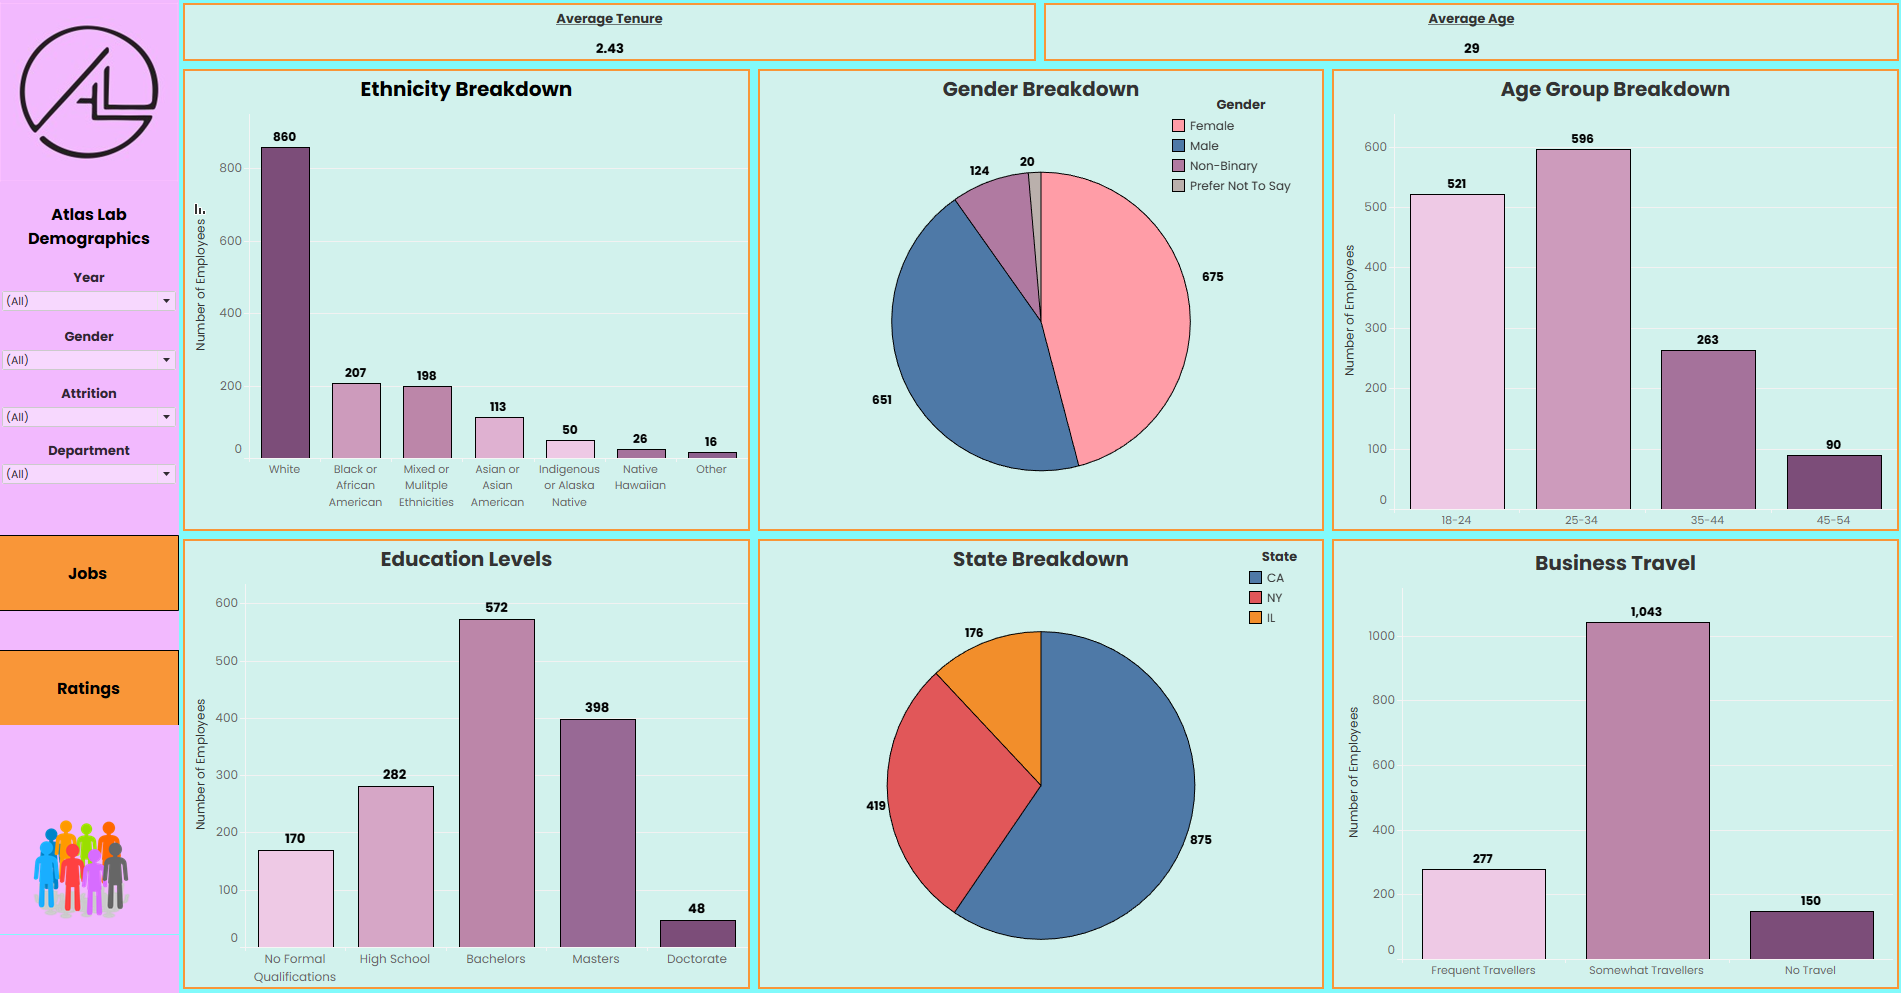 AL
Atlas Lab
Demographics
Year
(All)
Gender
(All)
Attrition
(All)
Department
(All)
Jobs
Ratings
Average Tenure
2.43
Average Age
29
Ethnicity Breakdown
Number of Employees
800
600
400
200
0
860
207
198
113
50
26
16
White
Black or
African
American
Mixed or
Mulitple
Ethnicities
Asian or
Asian
American
Indigenous
or Alaska
Native
Native
Hawaiian
Other
Gender Breakdown
Gender
Female
Male
Non-Binary
Prefer Not To Say
124
20
675
651
Age Group Breakdown
Number of Employees
600
500
400
300
200
100
0
521
596
263
90
18-24
25-34
35-44
45-54
Education Levels
Number of Employees
600
500
400
300
200
100
0
170
282
572
398
48
No Formal
Qualifications
High School
Bachelors
Masters
Doctorate
State Breakdown
State
CA
NY
IL
176
419
875
Business Travel
Number of Employees
1000
800
600
400
200
0
277
1,043
150
Frequent Travellers
Somewhat Travellers
No Travel